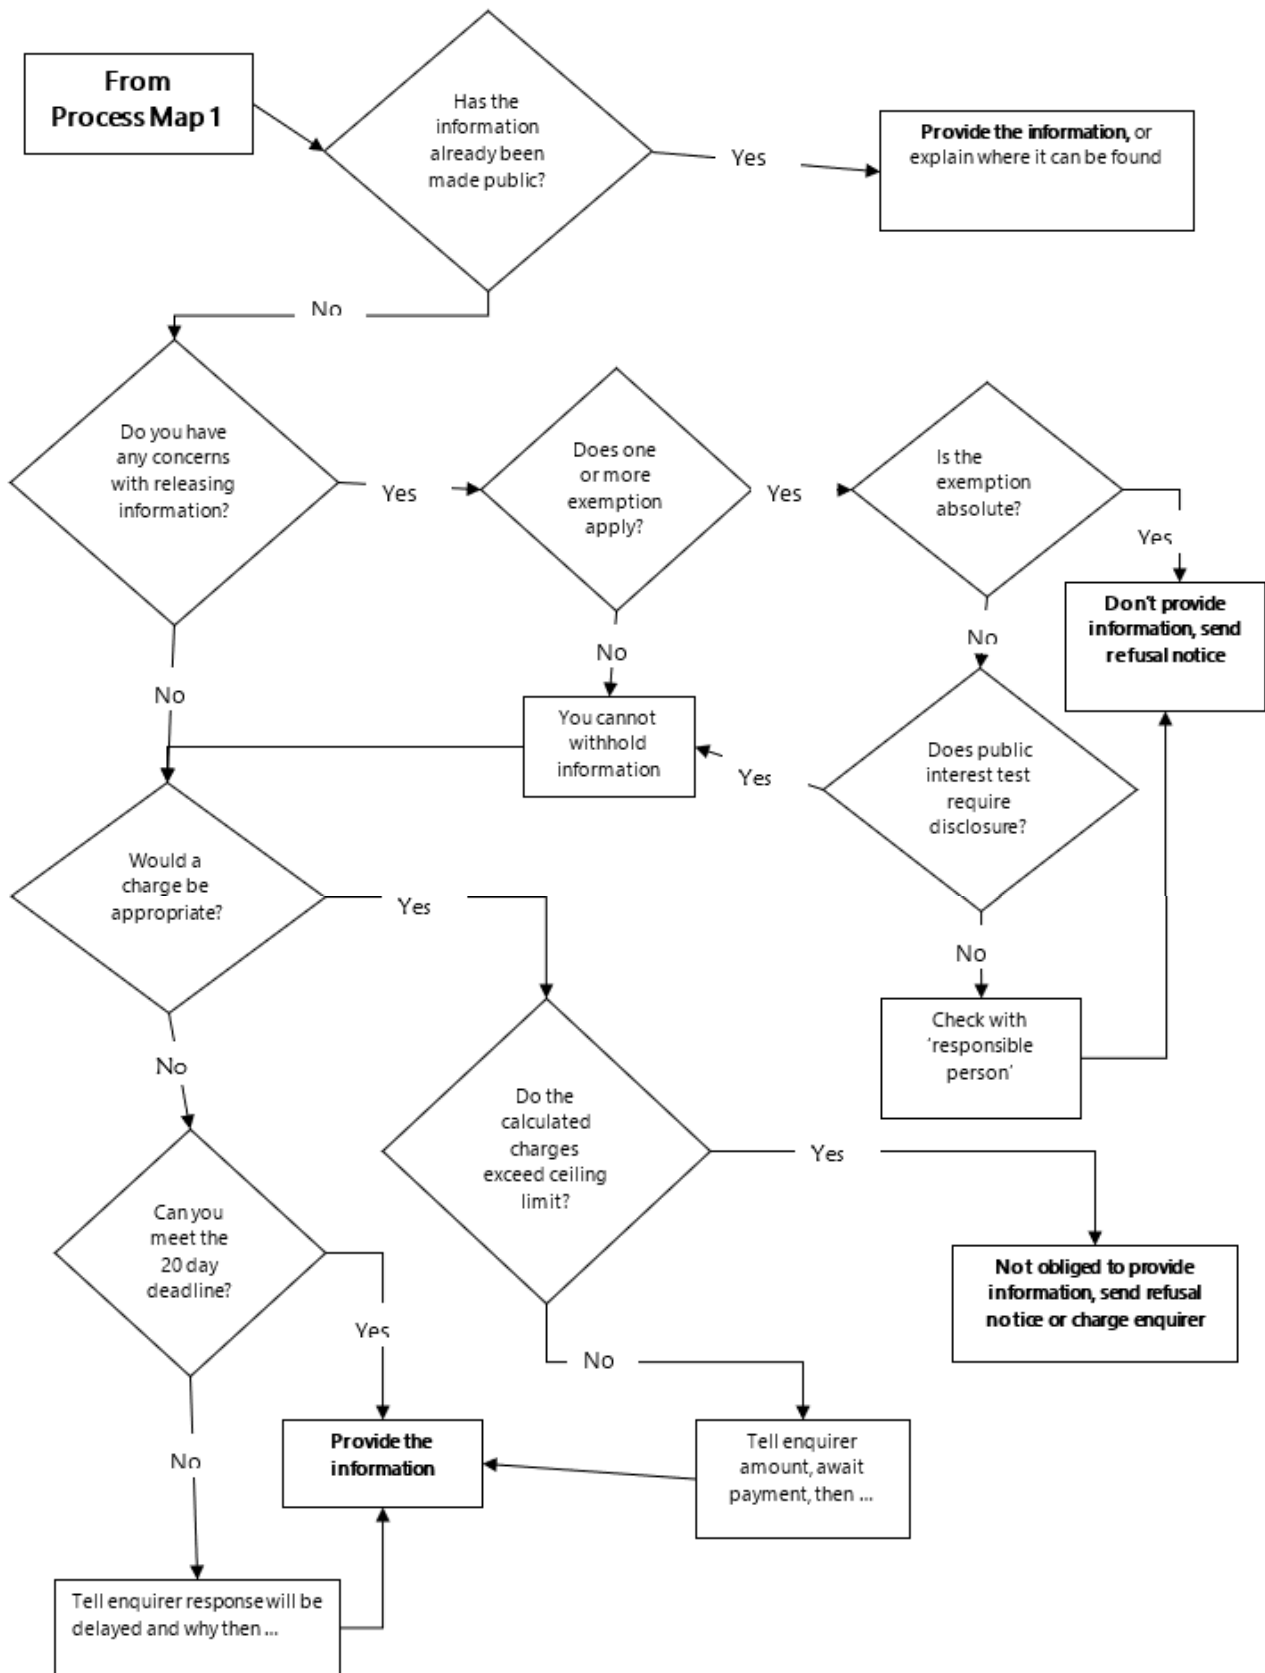 From
Process Map 1
Has the
information
already been
made public?
Yes
Provide the information, or
explain where it can be found
No
Do you have
any concerns
with releasing
information?
Yes
Does one
or more
exemption
apply?
Yes
Is the
exemption
absolute?
Yes
Don't provide
information, send
refusal notice
No
No
No
You cannot
withhold
information
Yes
Does public
interest test
require
disclosure?
Would a
charge be
appropriate?
Yes
No
Check with
‘responsible
person’
No
Do the
calculated
charges
exceed ceiling
limit?
Yes
Can you
meet the
20 day
deadline?
Not obliged to provide
information, send refusal
notice or charge enquirer
Yes
No
No
Provide the
information
Tell enquirer
amount, await
payment, then ...
Tell enquirer response will be
delayed and why then ...